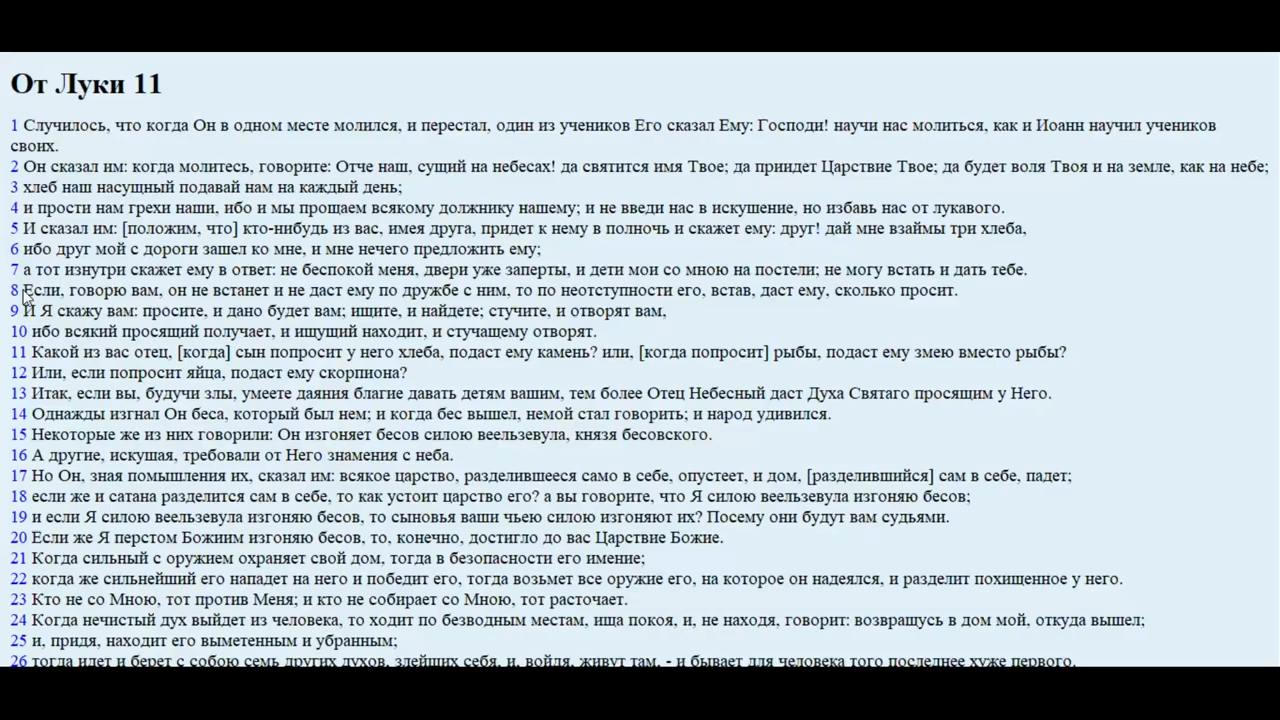 От Луки 11
1 Случилось, что когда Он в одном месте молился, и перестал, один из учеников Его сказал Ему: Господи! научи нас молиться, как и Иоанн научил учеников
своих.
2 Он сказал им: когда молитесь, говорите: Отче наш, сущий на небесах! да святится имя Твое; да приидет Царствие Твое; да будет воля Твоя и на земле, как на небе;
3 хлеб наш насущный подавай нам на каждый день;
4 и прости нам грехи наши, ибо и мы прощаем всякому должнику нашему; и не введи нас в искушение, но избавь нас от лукавого.
5 И сказал им: [положим, что] кто-нибудь из вас, имея друга, придет к нему в полночь и скажет ему: друг! дай мне взаймы три хлеба,
6 ибо друг мой с дороги зашел ко мне, и мне нечего предложить ему;
7 а тот изнутри скажет ему в ответ: не беспокой меня, двери уже заперты, и дети мои со мною на постели; не могу встать и дать тебе.
8 Если, говорю вам, он не встанет и не даст ему по дружбе с ним, то по неотступности его, встав, даст ему, сколько просит.
9 И Я скажу вам: просите, и дано будет вам; ищите, и найдете; стучите, и отворят вам,
10 ибо всякий просящий получает, и ищущий находит, и стучащему отворят.
11 Какой из вас отец, [когда] сын попросит у него хлеба, подаст ему камень? или, [когда попросит] рыбы, подаст ему змею вместо рыбы?
12 Или, если попросит яйца, подаст ему скорпиона?
13 Итак, если вы, будучи злы, умеете даяния благие давать детям вашим, тем более Отец Небесный даст Духа Святаго просящим у Него.
14 Однажды изгнал Он беса, который был нем; и когда бес вышел, немой стал говорить; и народ удивился.
15 Некоторые же из них говорили: Он изгоняет бесов силою веельзевула, князя бесовского.
16 А другие, искушая, требовали от Него знамения с неба.
17 Но Он, зная помышления их, сказал им: всякое царство, разделившееся само в себе, опустеет, и дом, [разделившийся] сам в себе, падет;
18 если же и сатана разделится сам в себе, то как устоит царство его? а вы говорите, что Я силою веельзевула изгоняю бесов;
19 и если Я силою веельзевула изгоняю бесов, то сыновья ваши чьею силою изгоняют их? Посему они будут вам судьями.
20 Если же Я перстом Божиим изгоняю бесов, то, конечно, достигло до вас Царствие Божие.
21 Когда сильный с оружием охраняет свой дом, тогда в безопасности его имение;
22 когда же сильнейший его нападет на него и победит его, тогда возьмет все оружие его, на которое он надеялся, и разделит похищенное у него.
23 Кто не со Мною, тот против Меня; и кто не собирает со Мною, тот расточает.
24 Когда нечистый дух выйдет из человека, то ходит по безводным местам, ища покоя, и, не находя, говорит: возвращусь в дом мой, откуда вышел;
25 и, придя, находит его выметенным и убранным;
26 тогда идет и берет с собою семь других духов, злейших себя, и, войдя, живут там, - и бывает для человека того последнее хуже первого.